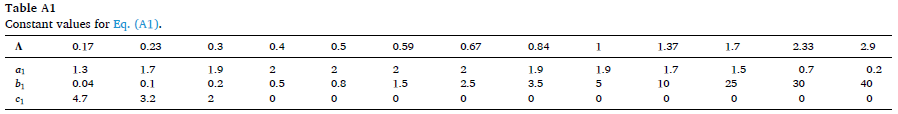 Table A1
Constant values for Eq. (A1).
Λ 0.17 0.23 0.3 0.4 0.5 0.59 0.67 0.84 1 1.37 1.7 2.33 2.9
a1 1.3 1.7 1.9 2 2 2 2 1.9 1.9 1.7 1.5 0.7 0.2
b1 0.04 0.1 0.2 0.5 0.8 1.5 2.5 3.5 5 10 25 30 40
c1 4.7 3.2 2 0 0 0 0 0 0 0 0 0 0